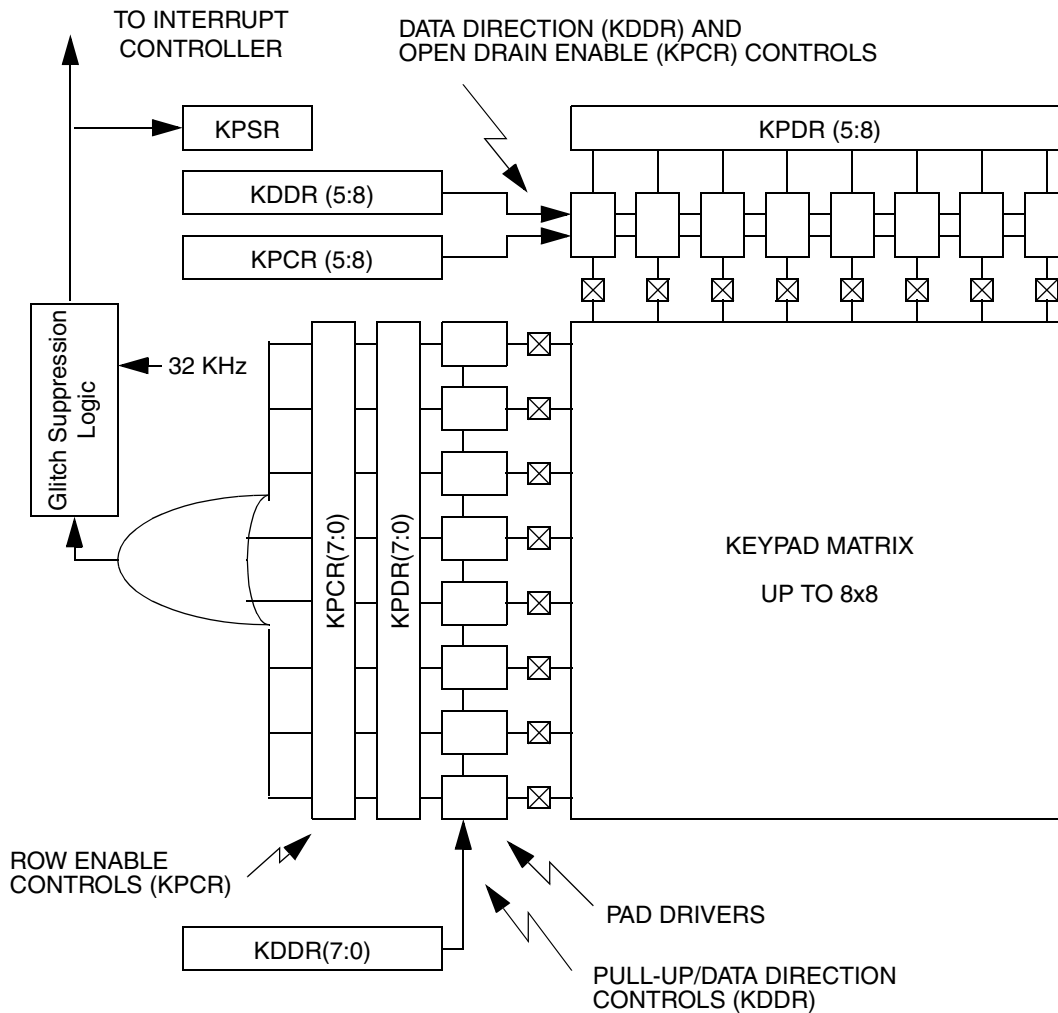 TO INTERRUPT
CONTROLLER
DATA DIRECTION (KDDR) AND
OPEN DRAIN ENABLE (KPCR) CONTROLS
KPSR
KPDR (5:8)
KDDR (5:8)
KPCR (5:8)
Glitch Suppression
Logic
32 KHz
KPCR(7:0)
KPDR(7:0)
KEYPAD MATRIX
UP TO 8x8
ROW ENABLE
CONTROLS (KPCR)
PAD DRIVERS
KDDR(7:0)
PULL-UP/DATA DIRECTION
CONTROLS (KDDR)